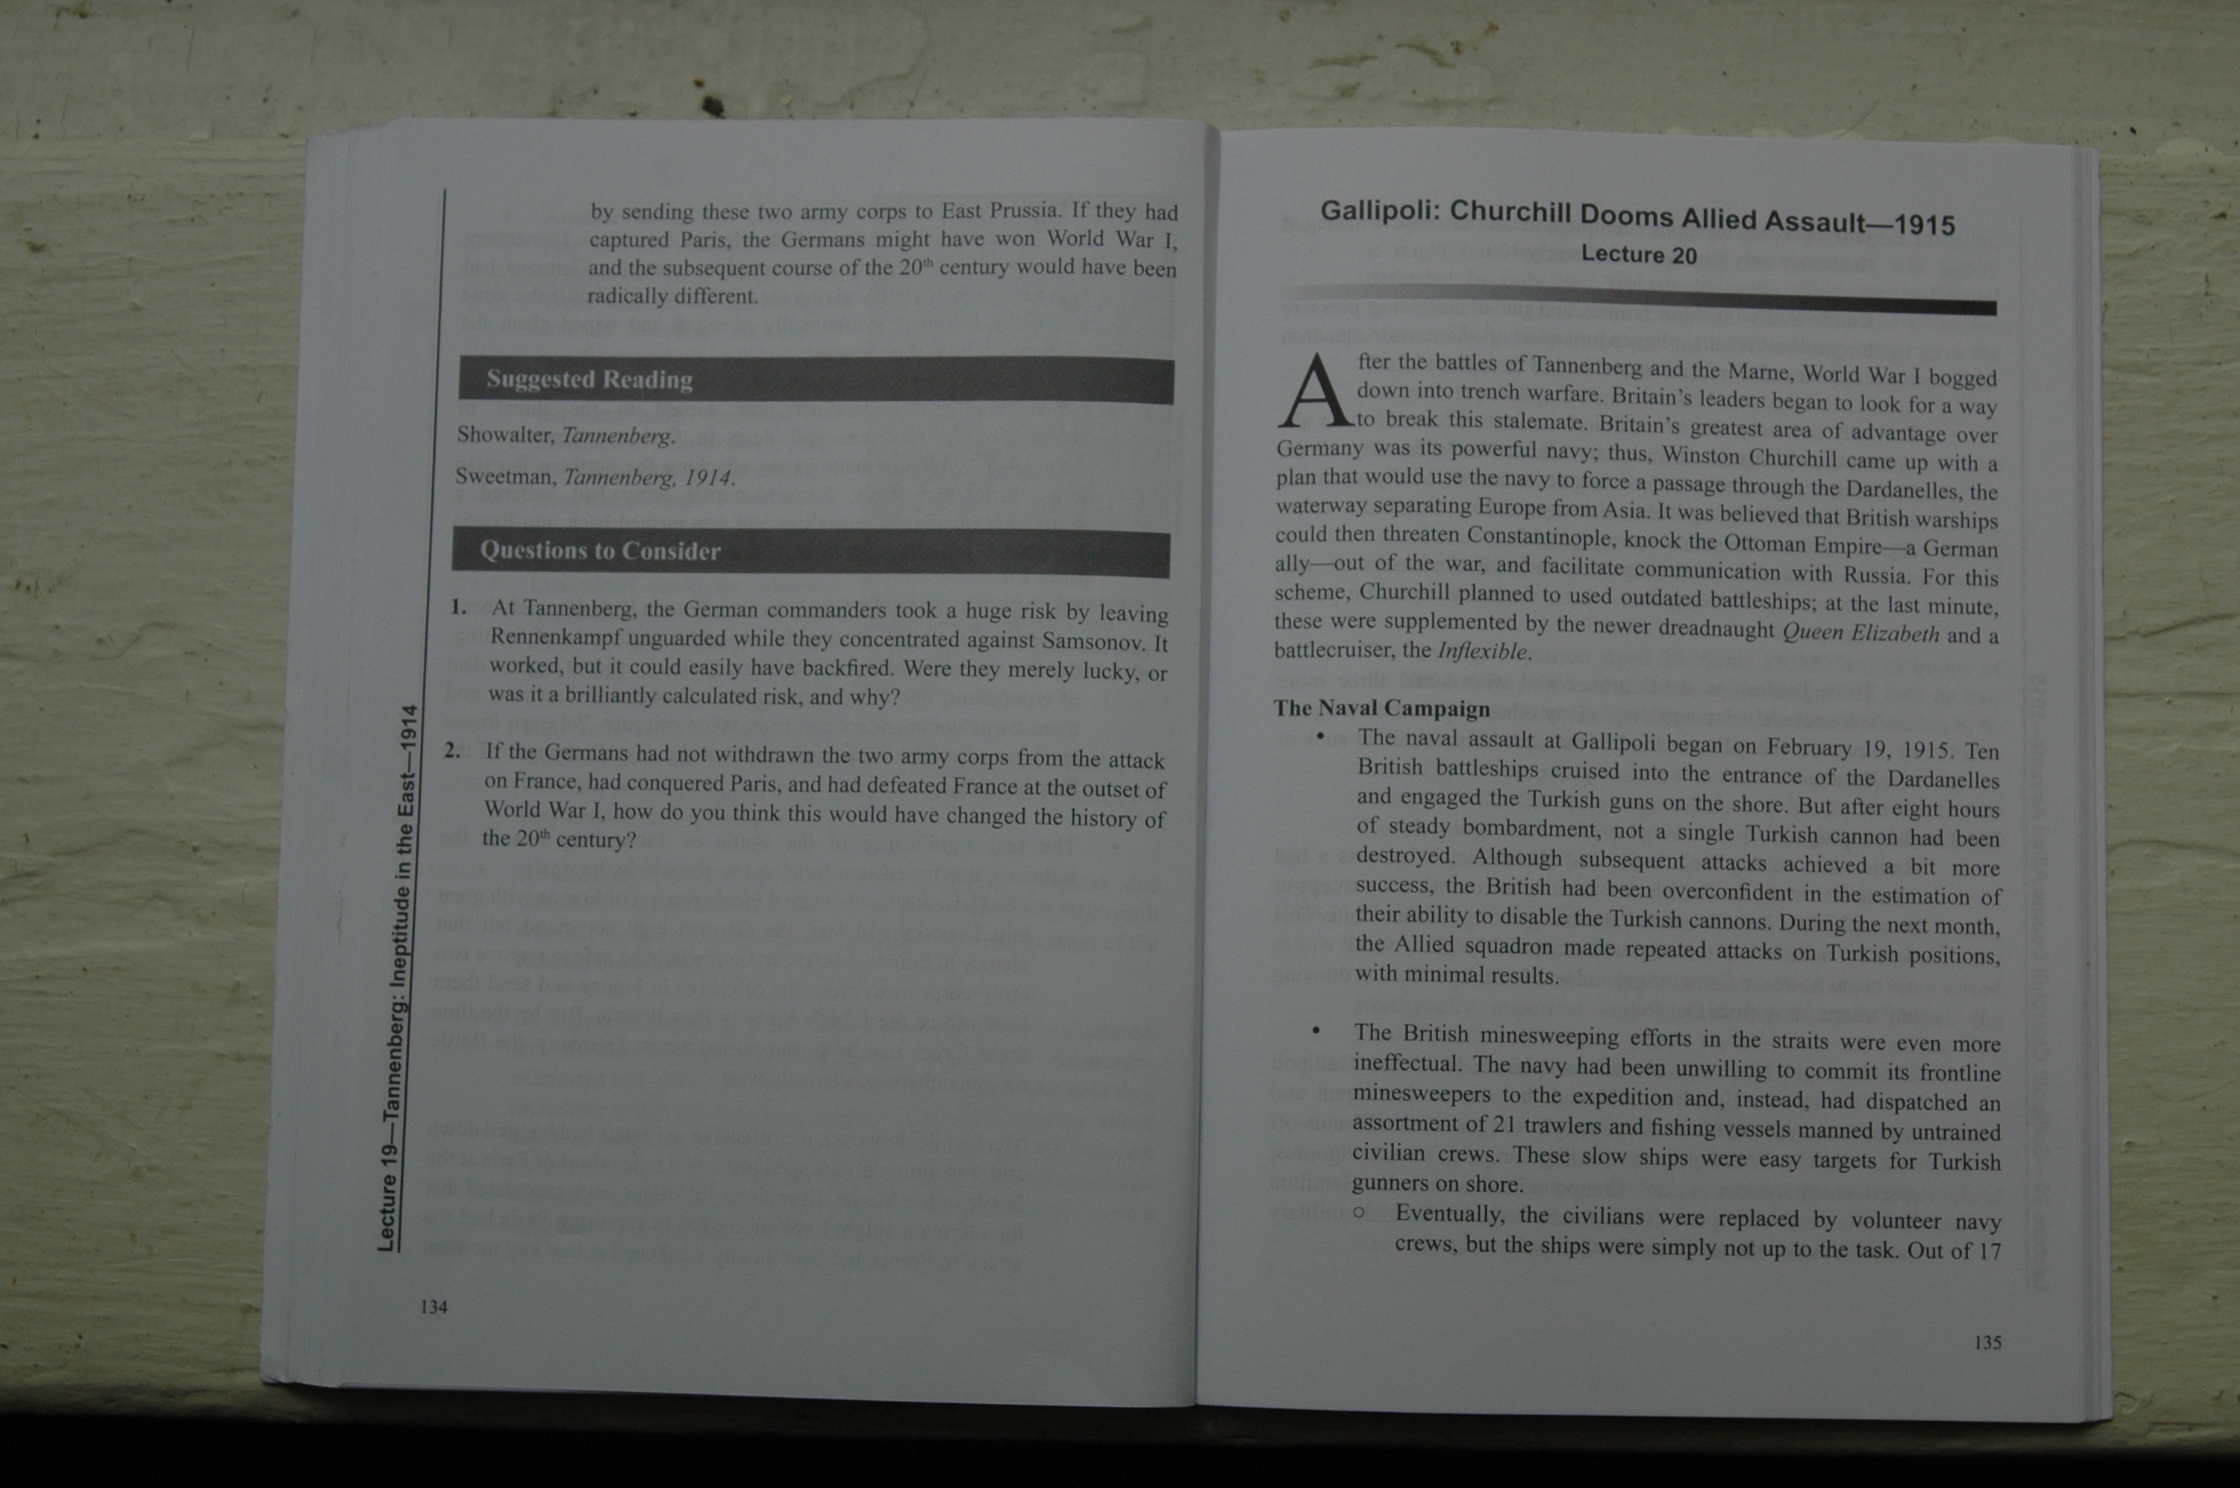 by sending these two army corps to East Prussia. If they had
captured Paris, the Germans might have won World War I,
and the subsequent course of the 20th century would have been
radically different.
Suggested Reading
Showalter, Tannenberg.
Sweetman, Tannenberg, 1914.
Questions to Consider
1. At Tannenberg, the German commanders took a huge risk by leaving
Rennenkampf unguarded while they concentrated against Samsonov. It
worked, but it could easily have backfired. Were they merely lucky, or
was it a brilliantly calculated risk, and why?
2. If the Germans had not withdrawn the two army corps from the attack
on France, had conquered Paris, and had defeated France at the outset of
World War I, how do you think this would have changed the history of
the 20th century?
Lecture 19—Tannenberg: Ineptitude in the East—1914
134
Gallipoli: Churchill Dooms Allied Assault—1915
Lecture 20
After the battles of Tannenberg and the Marne, World War I bogged
down into trench warfare. Britain's leaders began to look for a way
to break this stalemate. Britain's greatest area of advantage over
Germany was its powerful navy; thus, Winston Churchill came up with a
plan that would use the navy to force a passage through the Dardanelles, the
waterway separating Europe from Asia. It was believed that British warships
could then threaten Constantinople, knock the Ottoman Empire—a German
ally—out of the war, and facilitate communication with Russia. For this
scheme, Churchill planned to used outdated battleships; at the last minute,
these were supplemented by the newer dreadnaught Queen Elizabeth and a
battlecruiser, the Inflexible.
The Naval Campaign
• The naval assault at Gallipoli began on February 19, 1915. Ten
British battleships cruised into the entrance of the Dardanelles
and engaged the Turkish guns on the shore. But after eight hours
of steady bombardment, not a single Turkish cannon had been
destroyed. Although subsequent attacks achieved a bit more
success, the British had been overconfident in the estimation of
their ability to disable the Turkish cannons. During the next month,
the Allied squadron made repeated attacks on Turkish positions,
with minimal results.
• The British minesweeping efforts in the straits were even more
ineffectual. The navy had been unwilling to commit its frontline
minesweepers to the expedition and, instead, had dispatched an
assortment of 21 trawlers and fishing vessels manned by untrained
civilian crews. These slow ships were easy targets for Turkish
gunners on shore.
○ Eventually, the civilians were replaced by volunteer navy
crews, but the ships were simply not up to the task. Out of 17
135